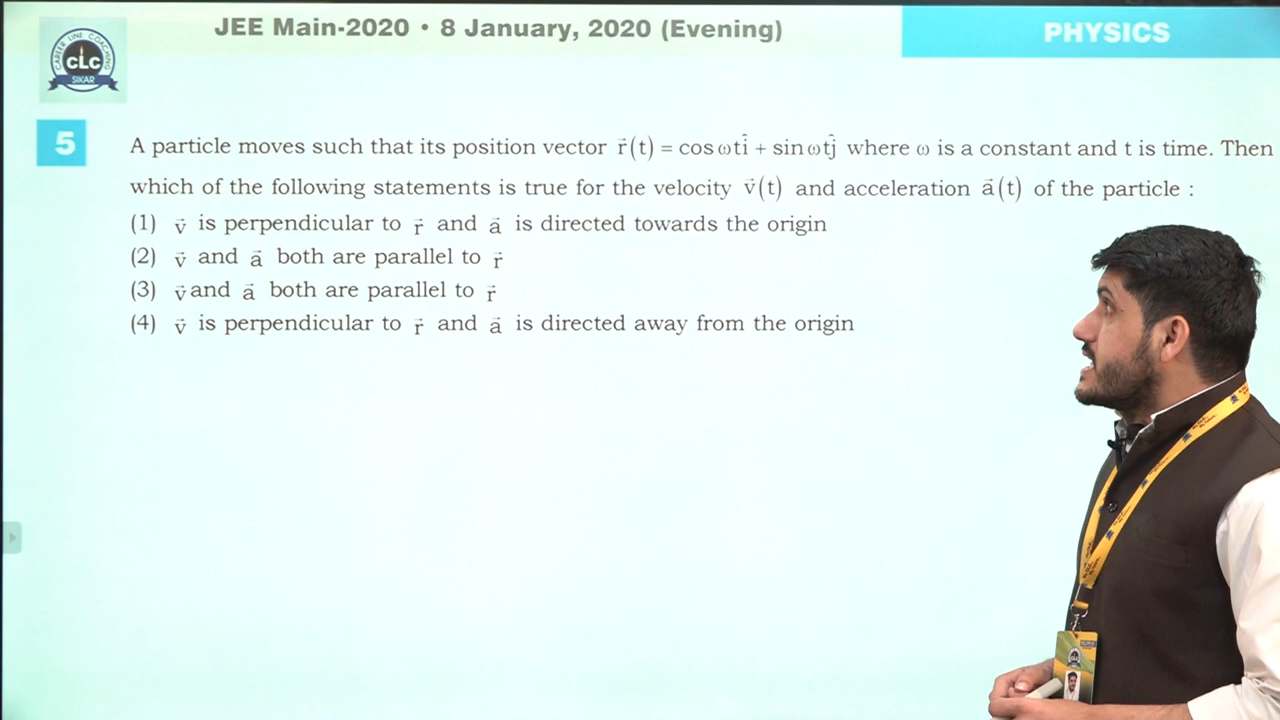 JEE Main-2020 • 8 January, 2020 (Evening)
PHYSICS
CAREER LINE COACHING
cLc
SIKAR
5
A particle moves such that its position vector r⃗(t) = cos ωt î + sin ωt ĵ where ω is a constant and t is time. Then
which of the following statements is true for the velocity v⃗(t) and acceleration a⃗(t) of the particle :
(1) v⃗ is perpendicular to r⃗ and a⃗ is directed towards the origin
(2) v⃗ and a⃗ both are parallel to r⃗
(3) v⃗ and a⃗ both are parallel to r⃗
(4) v⃗ is perpendicular to r⃗ and a⃗ is directed away from the origin